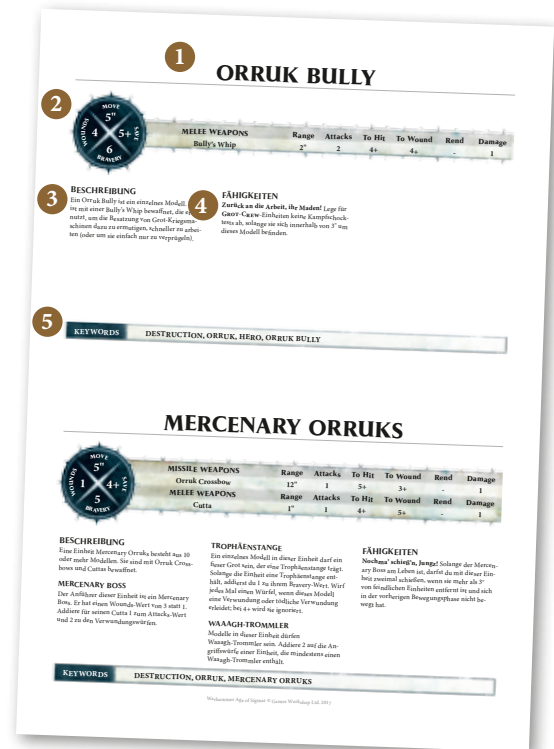 1
ORRUK BULLY
2
MOVE
5"
WOUNDS 4 5+ SAVE
6
BRAVERY
MELEE WEAPONS Range Attacks To Hit To Wound Rend Damage
Bully's Whip 2" 2 4+ 4+ - 1
3
BESCHREIBUNG
Ein Orruk Bully ist ein einzelnes Modell.
ist mit einer Bully's Whip bewaffnet, die
nutzt, um die Besatzung von Grot-Kriegsma-
schinen dazu zu ermutigen, schneller zu arbei-
ten (oder um sie einfach nur zu verprügeln).
4
FÄHIGKEITEN
Zurück an die Arbeit, ihr Maden! Lege für
GROT-CREW-Einheiten keine Kampfschock-
tests ab, solange sie sich innerhalb von 3" um
dieses Modell befinden.
5
KEYWORDS DESTRUCTION, ORRUK, HERO, ORRUK BULLY
MERCENARY ORRUKS
MOVE
5"
WOUNDS 1 4+ SAVE
5
BRAVERY
MISSILE WEAPONS Range Attacks To Hit To Wound Rend Damage
Orruk Crossbow 12" 1 5+ 3+ - 1
MELEE WEAPONS Range Attacks To Hit To Wound Rend Damage
Cutta 1" 1 4+ 5+ - 1
BESCHREIBUNG
Eine Einheit Mercenary Orruks besteht aus 10
oder mehr Modellen. Sie sind mit Orruk Cross-
bows und Cuttas bewaffnet.
MERCENARY BOSS
Der Anführer dieser Einheit ist ein Mercenary
Boss. Er hat einen Wounds-Wert von 3 statt 1.
Addiere für seinen Cutta 1 zum Attacks-Wert
und 2 zu den Verwundungswürfen.
TROPHÄENSTANGE
Ein einzelnes Modell in dieser Einheit darf ein
fieser Grot sein, der eine Trophäenstange trägt.
Solange die Einheit eine Trophäenstange ent-
hält, addierst du 1 zu ihrem Bravery-Wert. Wirf
jedes Mal einen Würfel, wenn dieses Modell
eine Verwundung oder tödliche Verwundung
erleidet; bei 4+ wird sie ignoriert.
WAAAGH-TROMMLER
Modelle in dieser Einheit dürfen
Waaagh-Trommler sein. Addiere 2 auf die An-
griffswürfe einer Einheit, die mindestens einen
Waaagh-Trommler enthält.
FÄHIGKEITEN
Nochma' schieß'n, Jungz! Solange der Mercen-
ary Boss am Leben ist, darfst du mit dieser Ein-
heit zweimal schießen, wenn sie mehr als 3"
von feindlichen Einheiten entfernt ist und sich
in der vorherigen Bewegungsphase nicht be-
wegt hat.
KEYWORDS DESTRUCTION, ORRUK, MERCENARY ORRUKS
Warhammer Age of Sigmar © Games Workshop Ltd. 2017